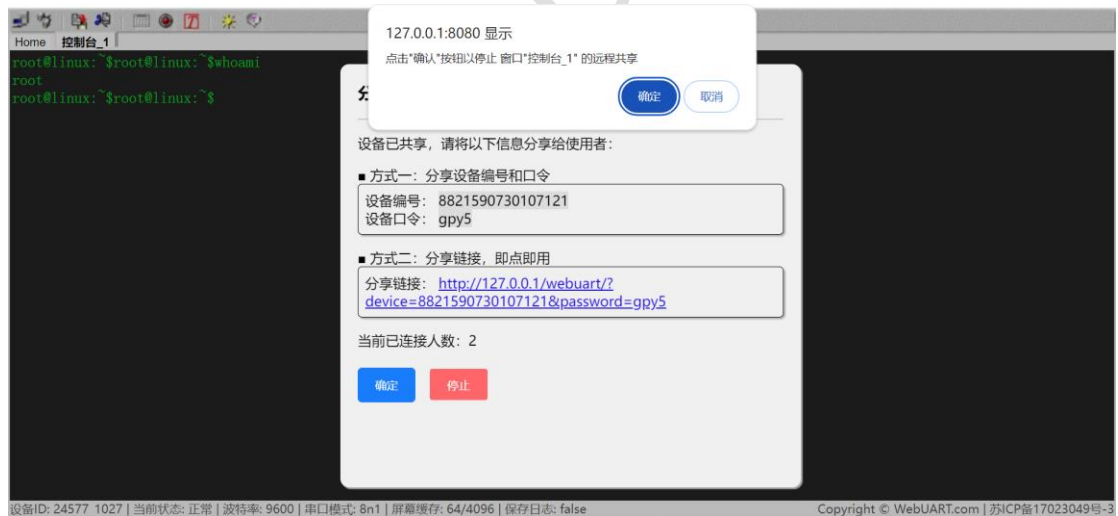 Home 控制台_1
root@linux:~$root@linux:~$whoami
root
root@linux:~$root@linux:~$
127.0.0.1:8080 显示
点击"确认"按钮以停止 窗口"控制台_1" 的远程共享
确定 取消
设备已共享，请将以下信息分享给使用者：
■ 方式一：分享设备编号和口令
设备编号： 8821590730107121
设备口令： gpy5
■ 方式二：分享链接，即点即用
分享链接： http://127.0.0.1/webuart/?
device=8821590730107121&password=gpy5
当前已连接人数：2
确定 停止
设备ID: 24577_1027 | 当前状态: 正常 | 波特率: 9600 | 串口模式: 8n1 | 屏幕缓存: 64/4096 | 保存日志: false Copyright © WebUART.com | 苏ICP备17023049号-3